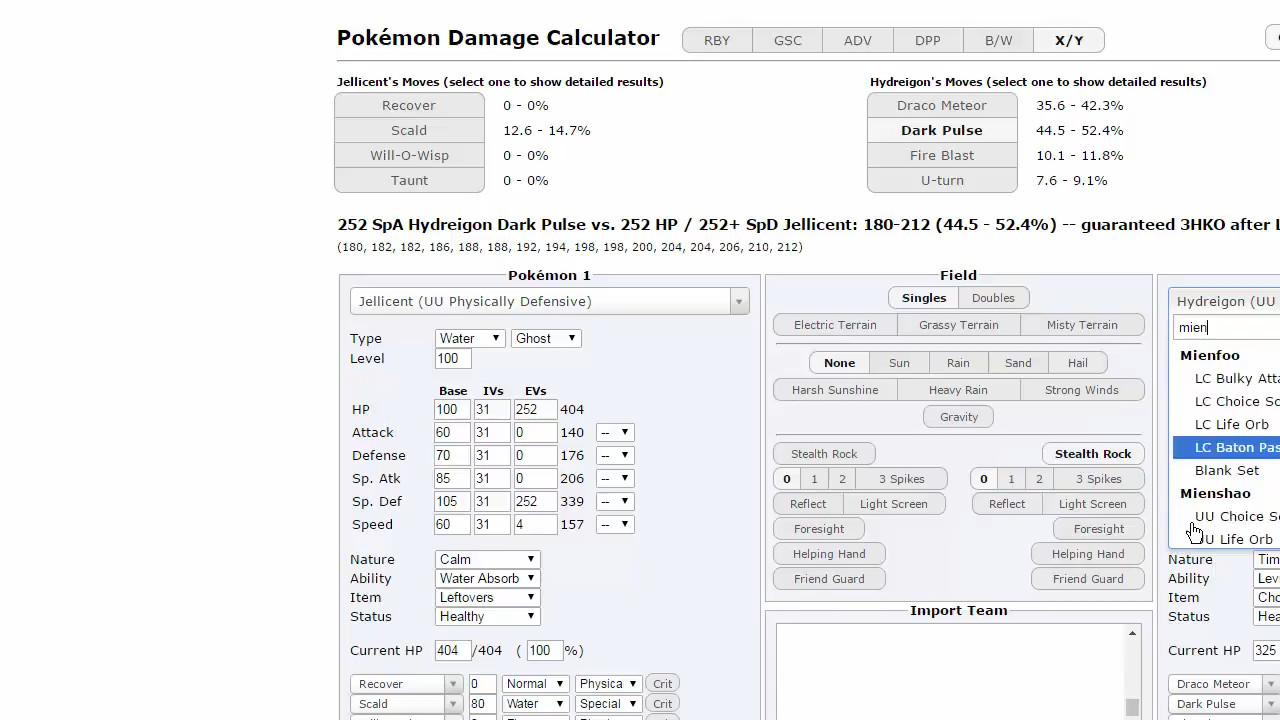 Pokémon Damage Calculator RBY GSC ADV DPP B/W X/Y
Jellicent's Moves (select one to show detailed results) Hydreigon's Moves (select one to show detailed results)
Recover 0 - 0% Draco Meteor 35.6 - 42.3%
Scald 12.6 - 14.7% Dark Pulse 44.5 - 52.4%
Will-O-Wisp 0 - 0% Fire Blast 10.1 - 11.8%
Taunt 0 - 0% U-turn 7.6 - 9.1%
252 SpA Hydreigon Dark Pulse vs. 252 HP / 252+ SpD Jellicent: 180-212 (44.5 - 52.4%) -- guaranteed 3HKO after L
(180, 182, 182, 186, 188, 188, 192, 194, 198, 198, 200, 204, 204, 206, 210, 212)
Pokémon 1
Jellicent (UU Physically Defensive)
Type Water Ghost
Level 100
Base IVs EVs
HP 100 31 252 404
Attack 60 31 0 140 --
Defense 70 31 0 176 --
Sp. Atk 85 31 0 206 --
Sp. Def 105 31 252 339 --
Speed 60 31 4 157 --
Nature Calm
Ability Water Absorb
Item Leftovers
Status Healthy
Current HP 404 /404 ( 100 %)
Recover 0 Normal Physica Crit
Scald 80 Water Special Crit
Field
Singles Doubles
Electric Terrain Grassy Terrain Misty Terrain
None Sun Rain Sand Hail
Harsh Sunshine Heavy Rain Strong Winds
Gravity
Stealth Rock Stealth Rock
0 1 2 3 Spikes 0 1 2 3 Spikes
Reflect Light Screen Reflect Light Screen
Foresight Foresight
Helping Hand Helping Hand
Friend Guard Friend Guard
Import Team
Hydreigon (UU
mien
Mienfoo
LC Bulky Atta
LC Choice Sc
LC Life Orb
LC Baton Pas
Blank Set
Mienshao
UU Choice Sc
UU Life Orb
Nature Tim
Ability Lev
Item Cho
Status Hea
Current HP 325
Draco Meteor
Dark Pulse